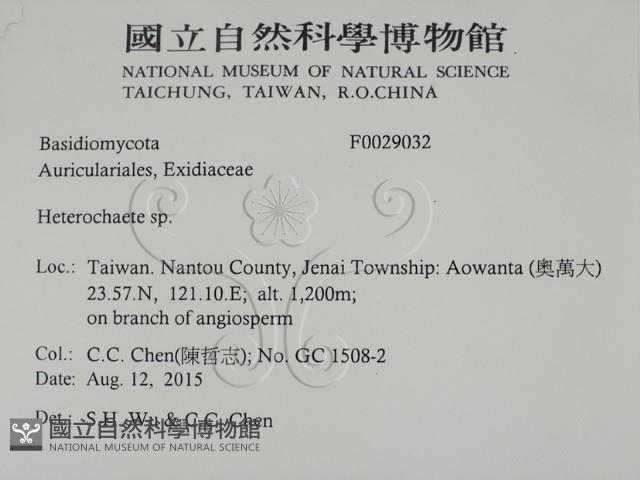 國立自然科學博物館
NATIONAL MUSEUM OF NATURAL SCIENCE
TAICHUNG, TAIWAN, R.O.CHINA
Basidiomycota F0029032
Auriculariales, Exidiaceae
Heterochaete sp.
Loc.: Taiwan. Nantou County, Jenai Township: Aowanta (奧萬大)
23.57.N, 121.10.E; alt. 1,200m;
on branch of angiosperm
Col.: C.C. Chen(陳哲志); No. GC 1508-2
Date: Aug. 12, 2015
Det.: S.H. Wu & C.C. Chen
國立自然科學博物館
NATIONAL MUSEUM OF NATURAL SCIENCE